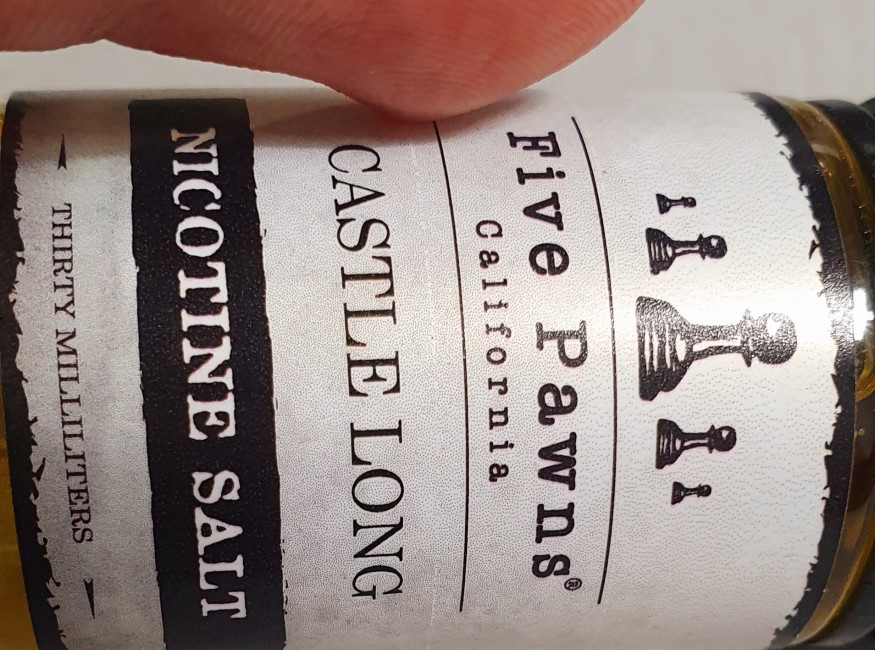 Five Pawns®
California
CASTLE LONG
NICOTINE SALT
THIRTY MILLILITERS